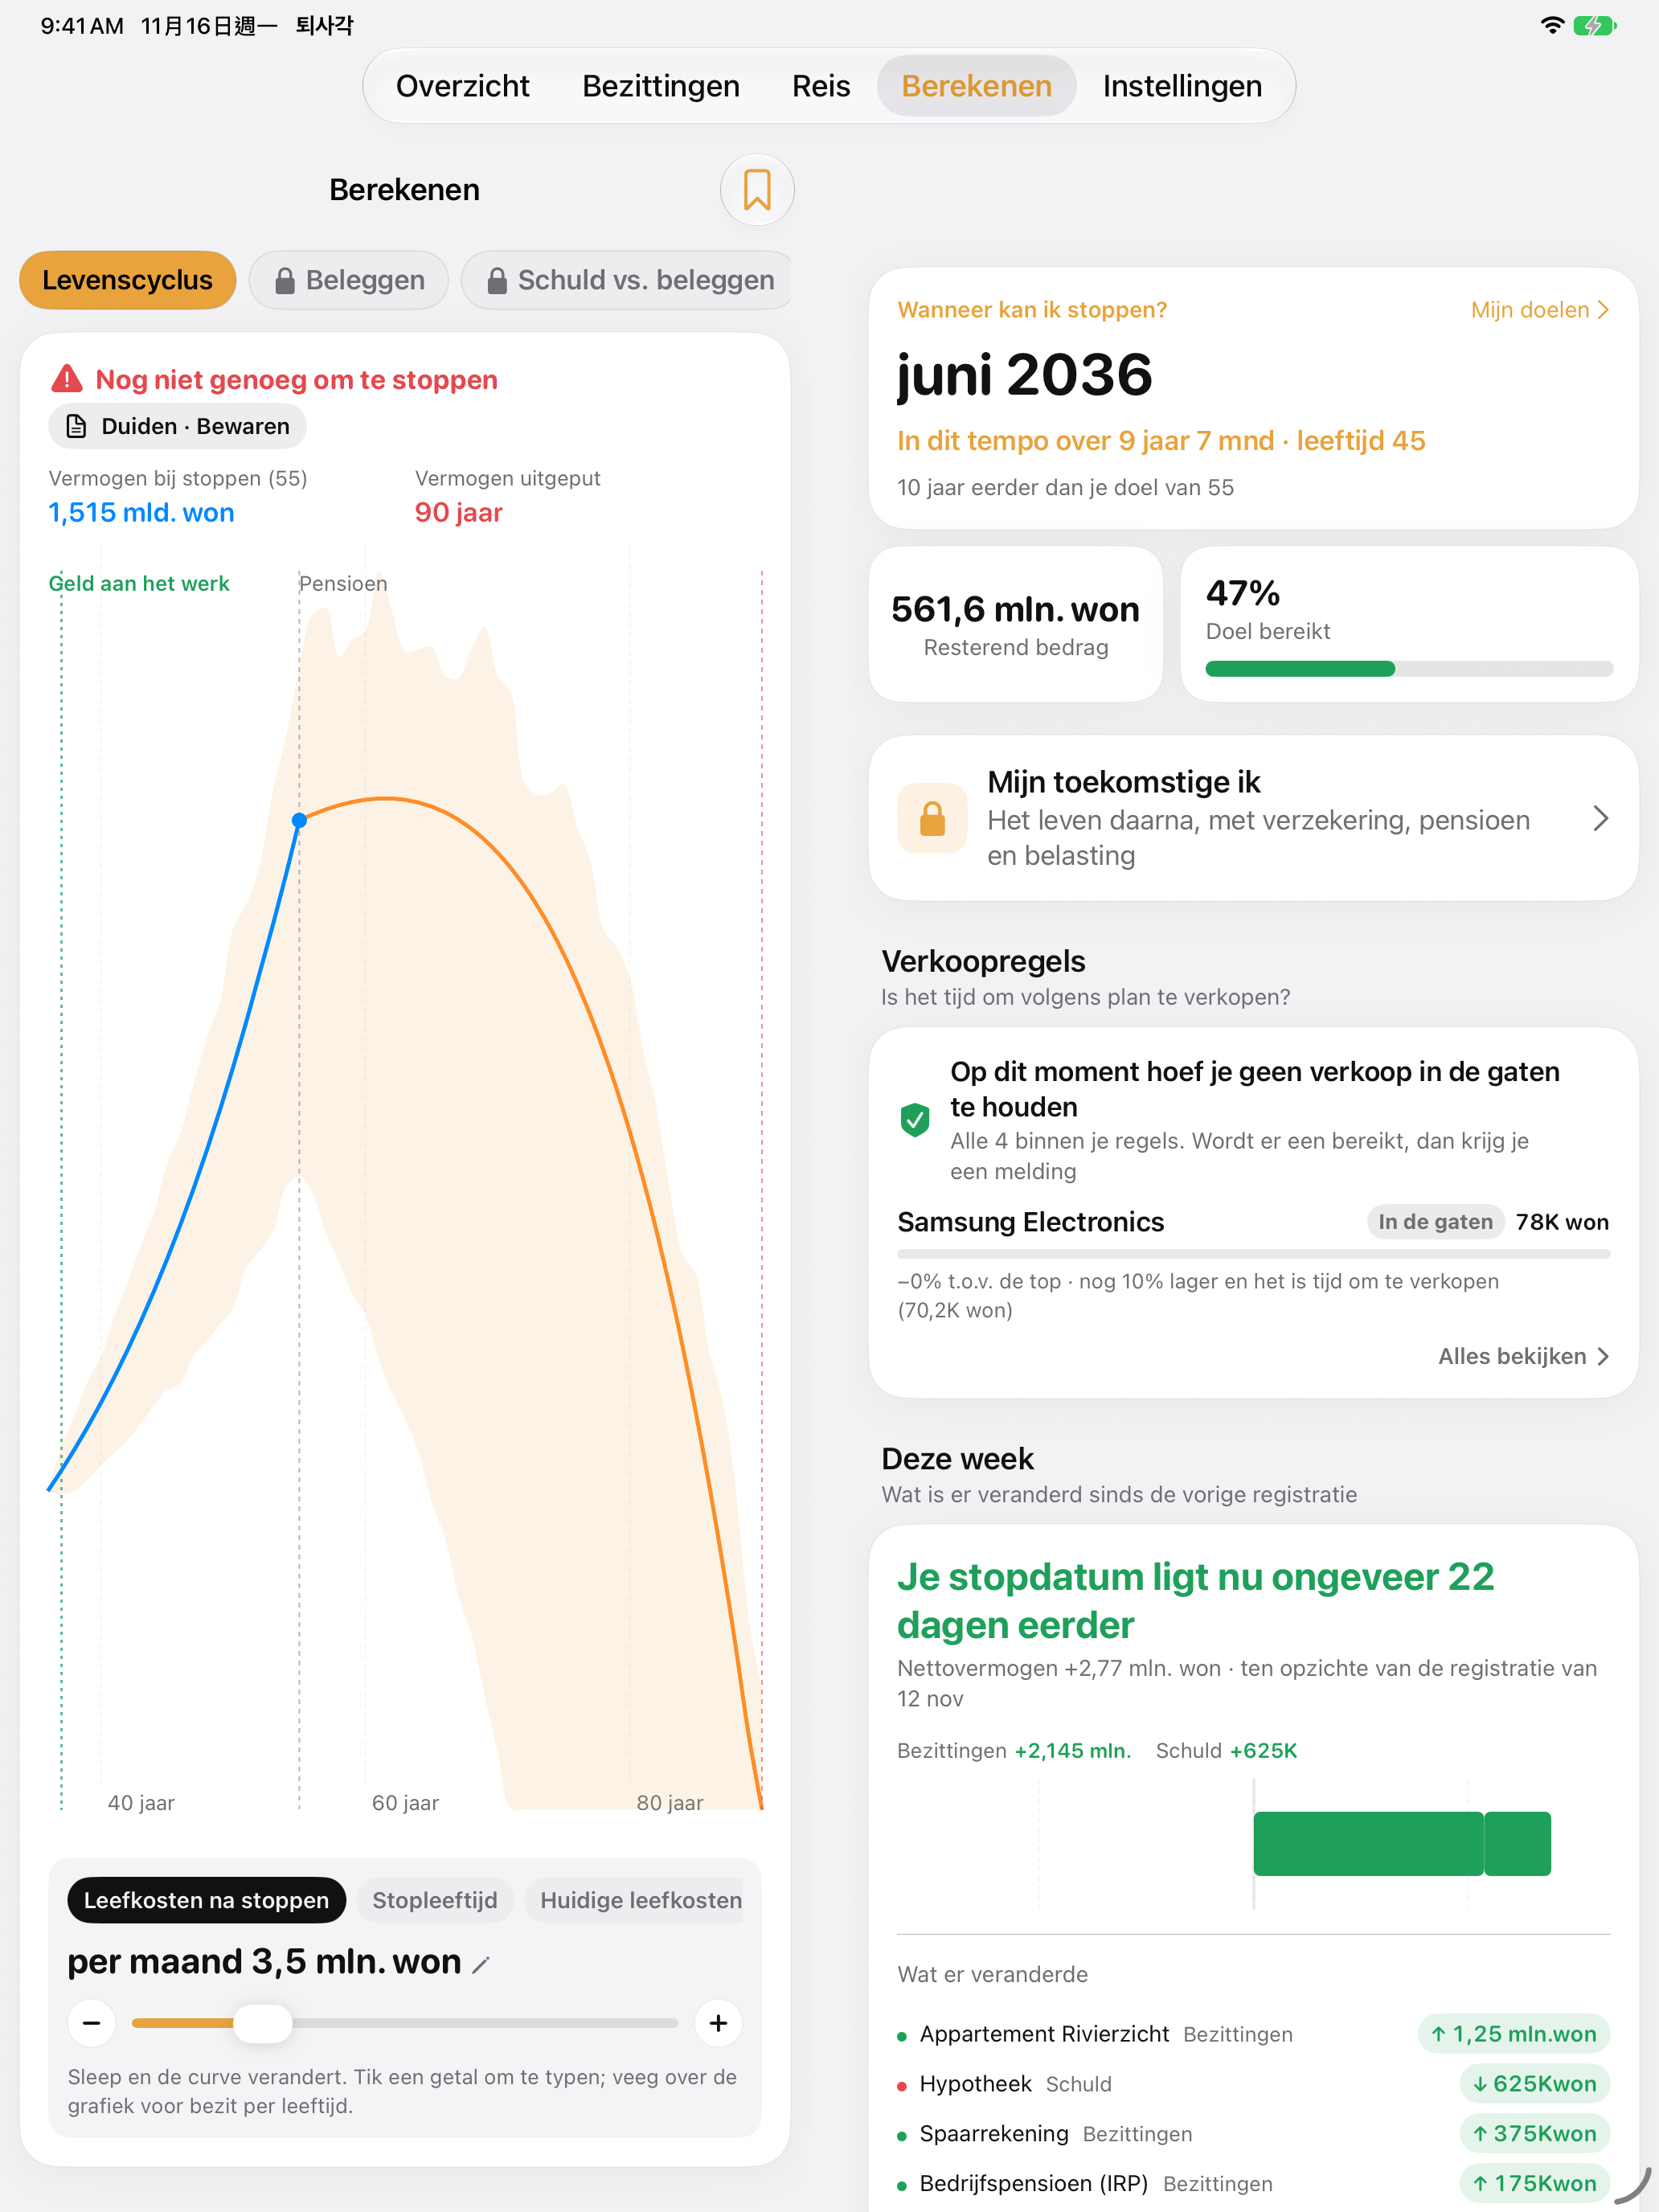 9:41 AM 11月16日週一 퇴사각
Overzicht Bezittingen Reis Berekenen Instellingen
Berekenen
Levenscyclus Beleggen Schuld vs. beleggen
Nog niet genoeg om te stoppen
Duiden · Bewaren
Vermogen bij stoppen (55) Vermogen uitgeput
1,515 mld. won 90 jaar
Geld aan het werk Pensioen
40 jaar 60 jaar 80 jaar
Leefkosten na stoppen Stopleeftijd Huidige leefkosten
per maand 3,5 mln. won
Sleep en de curve verandert. Tik een getal om te typen; veeg over de
grafiek voor bezit per leeftijd.
Wanneer kan ik stoppen? Mijn doelen
juni 2036
In dit tempo over 9 jaar 7 mnd · leeftijd 45
10 jaar eerder dan je doel van 55
561,6 mln. won
Resterend bedrag
47%
Doel bereikt
Mijn toekomstige ik
Het leven daarna, met verzekering, pensioen
en belasting
Verkoopregels
Is het tijd om volgens plan te verkopen?
Op dit moment hoef je geen verkoop in de gaten
te houden
Alle 4 binnen je regels. Wordt er een bereikt, dan krijg je
een melding
Samsung Electronics In de gaten 78K won
−0% t.o.v. de top · nog 10% lager en het is tijd om te verkopen
(70,2K won)
Alles bekijken
Deze week
Wat is er veranderd sinds de vorige registratie
Je stopdatum ligt nu ongeveer 22
dagen eerder
Nettovermogen +2,77 mln. won · ten opzichte van de registratie van
12 nov
Bezittingen +2,145 mln. Schuld +625K
Wat er veranderde
Appartement Rivierzicht Bezittingen ↑ 1,25 mln.won
Hypotheek Schuld ↓ 625Kwon
Spaarrekening Bezittingen ↑ 375Kwon
Bedrijfspensioen (IRP) Bezittingen ↑ 175Kwon